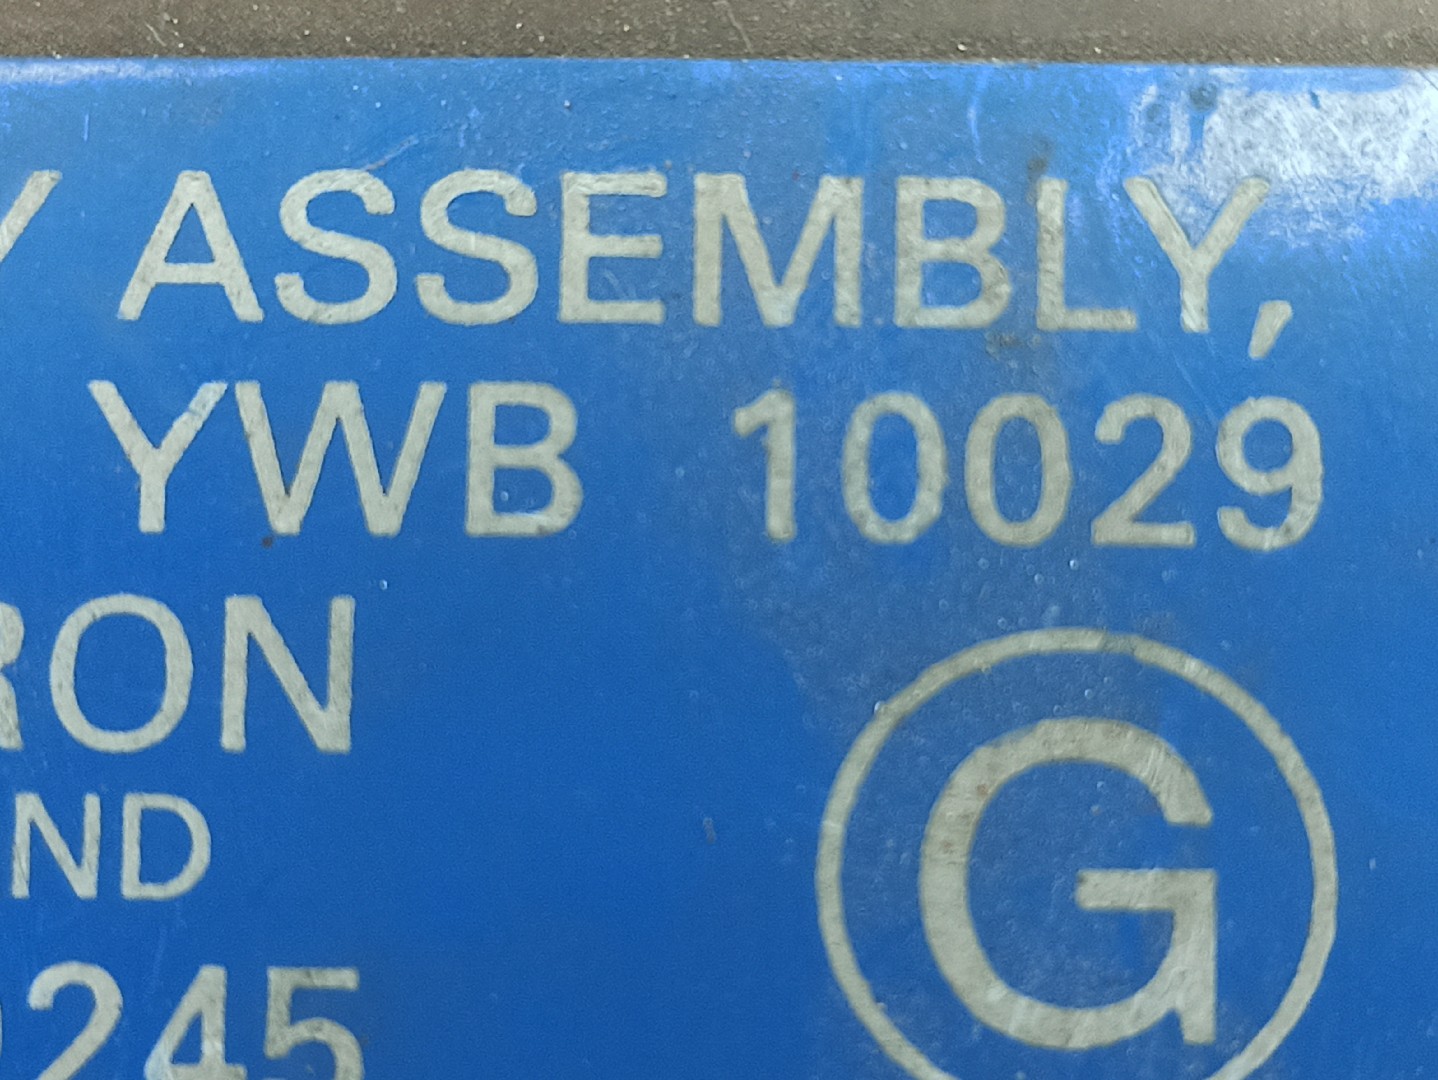 Y ASSEMBLY,
YWB 10029
RON
ND
245
G